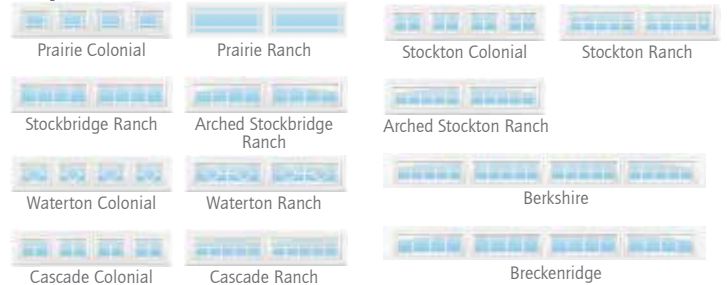 Prairie Colonial
Prairie Ranch
Stockton Colonial
Stockton Ranch
Stockbridge Ranch
Arched Stockbridge
Ranch
Arched Stockton Ranch
Waterton Colonial
Waterton Ranch
Berkshire
Cascade Colonial
Cascade Ranch
Breckenridge